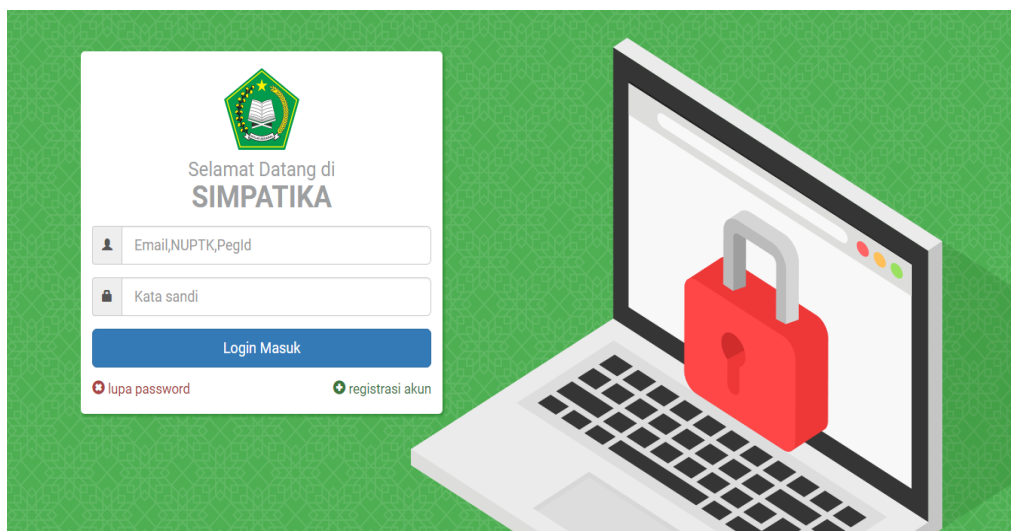 Selamat Datang di
SIMPATIKA
Email,NUPTK,PegId
Kata sandi
Login Masuk
lupa password
registrasi akun